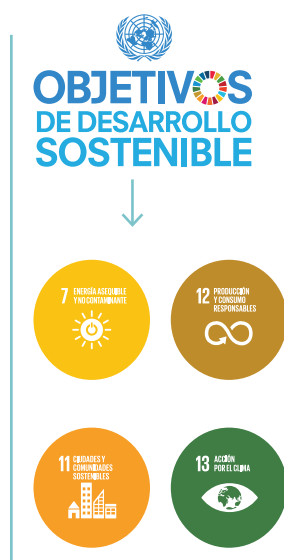 OBJETIVOS
DE DESARROLLO
SOSTENIBLE
7 ENERGÍA ASEQUIBLE
Y NO CONTAMINANTE
12 PRODUCCIÓN
Y CONSUMO
RESPONSABLES
11 CIUDADES Y
COMUNIDADES
SOSTENIBLES
13 ACCIÓN
POR EL CLIMA